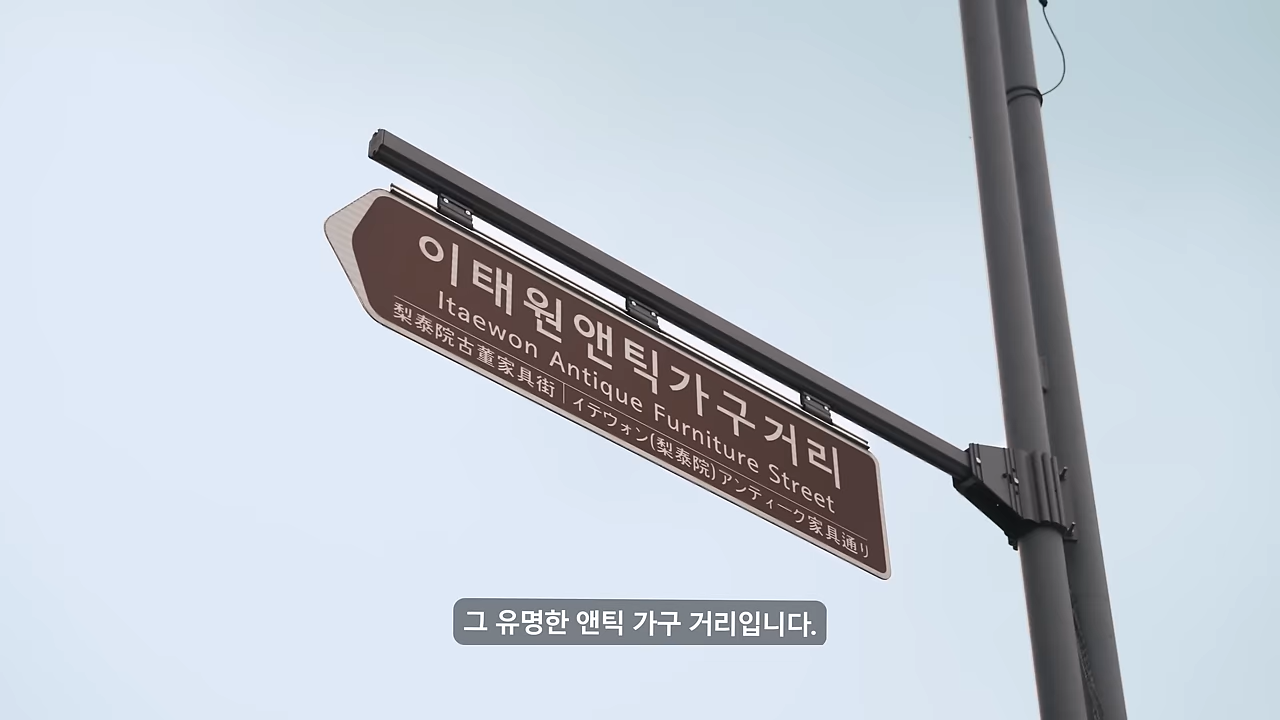 이태원앤틱가구거리
Itaewon Antique Furniture Street
梨泰院古董家具街 | イテウォン(梨泰院)アンティーク家具通り
그 유명한 앤틱 가구 거리입니다.